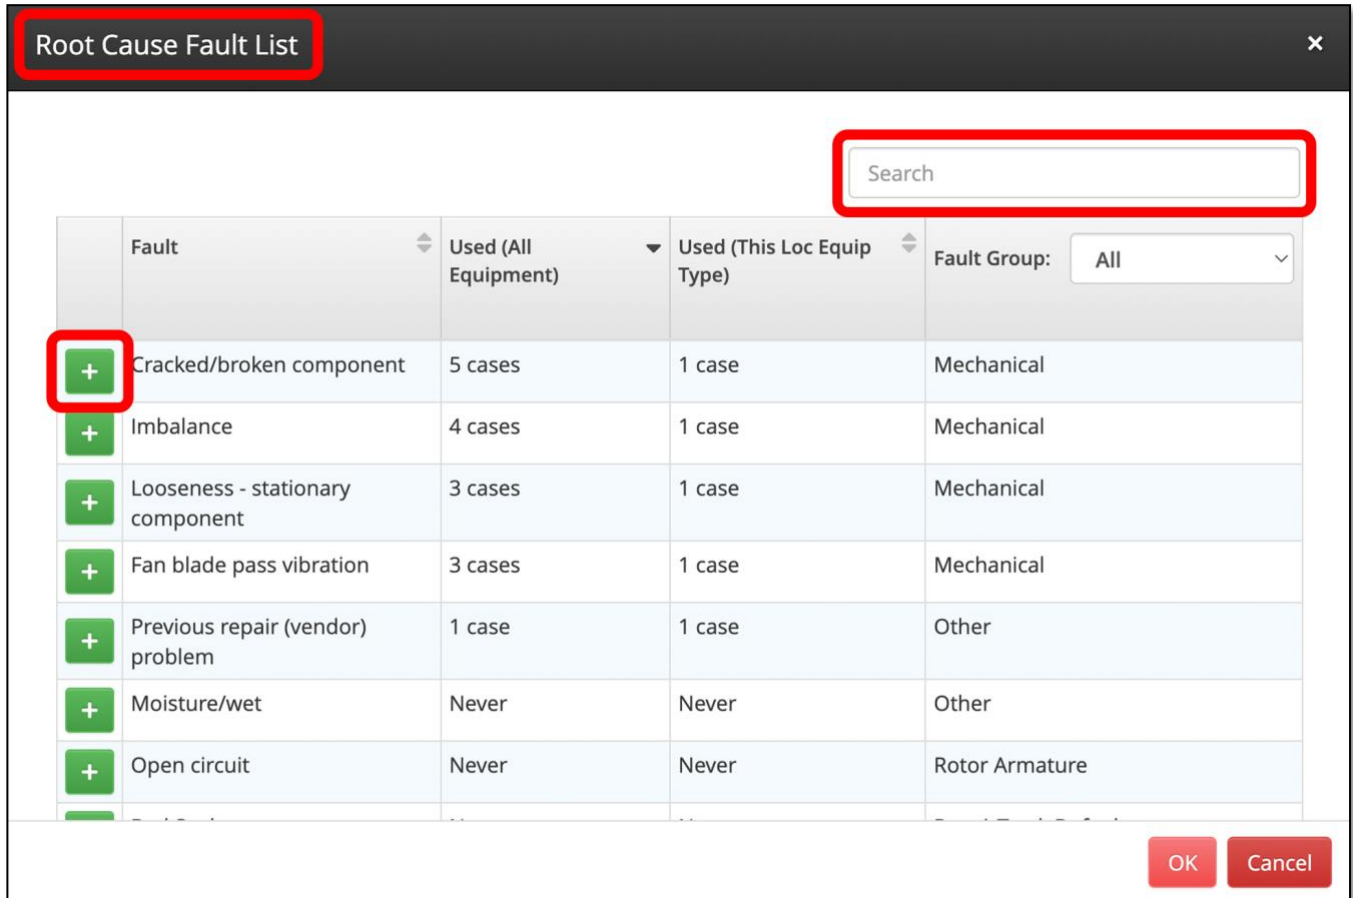 Root Cause Fault List ×
Search
Fault Used (All Used (This Loc Equip Fault Group: All
Equipment) Type)
+ Cracked/broken component 5 cases 1 case Mechanical
+ Imbalance 4 cases 1 case Mechanical
+ Looseness - stationary 3 cases 1 case Mechanical
component
+ Fan blade pass vibration 3 cases 1 case Mechanical
+ Previous repair (vendor) 1 case 1 case Other
problem
+ Moisture/wet Never Never Other
+ Open circuit Never Never Rotor Armature
OK Cancel